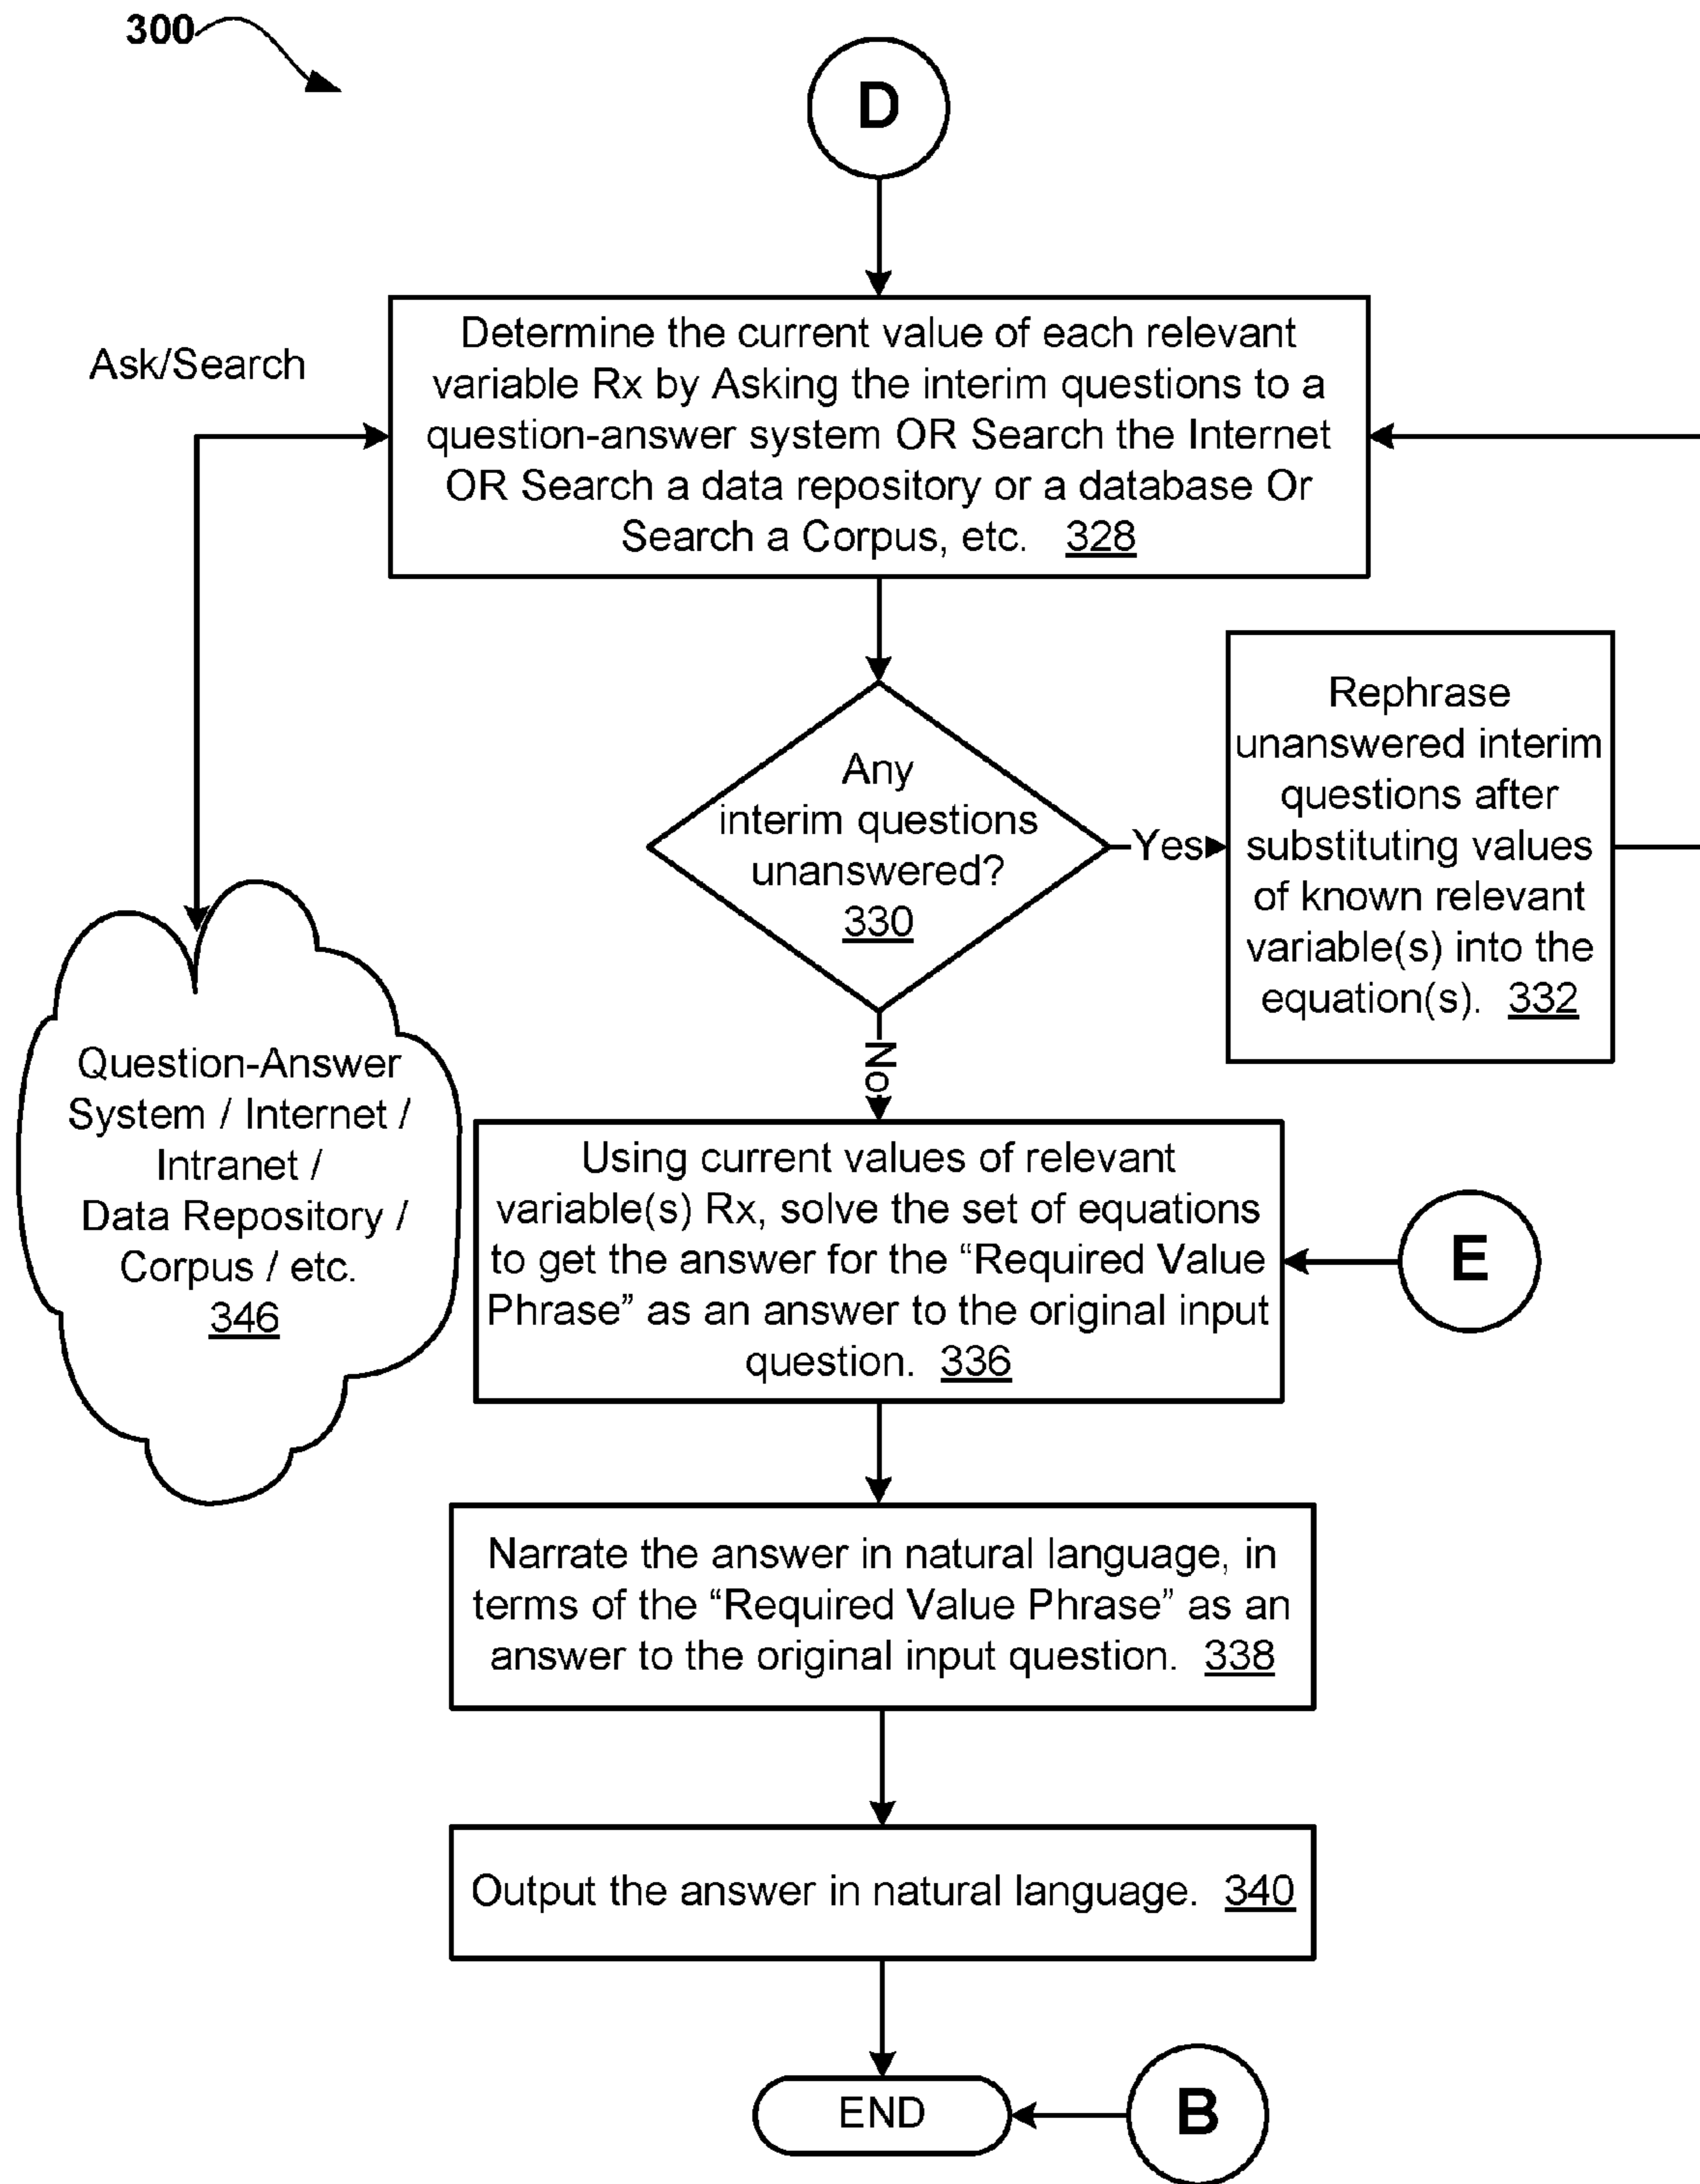 300
D
Ask/Search
Determine the current value of each relevant
variable Rx by Asking the interim questions to a
question-answer system OR Search the Internet
OR Search a data repository or a database Or
Search a Corpus, etc. 328
Any
interim questions
unanswered?
330
Yes
Rephrase
unanswered interim
questions after
substituting values
of known relevant
variable(s) into the
equation(s). 332
No
Question-Answer
System / Internet /
Intranet /
Data Repository /
Corpus / etc.
346
Using current values of relevant
variable(s) Rx, solve the set of equations
to get the answer for the “Required Value
Phrase” as an answer to the original input
question. 336
E
Narrate the answer in natural language, in
terms of the “Required Value Phrase” as an
answer to the original input question. 338
Output the answer in natural language. 340
END
B